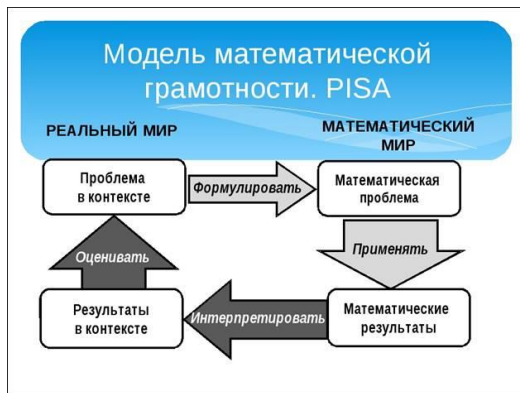 Модель математической
грамотности. PISA
РЕАЛЬНЫЙ МИР
МАТЕМАТИЧЕСКИЙ
МИР
Проблема
в контексте
Формулировать
Математическая
проблема
Оценивать
Применять
Результаты
в контексте
Интерпретировать
Математические
результаты